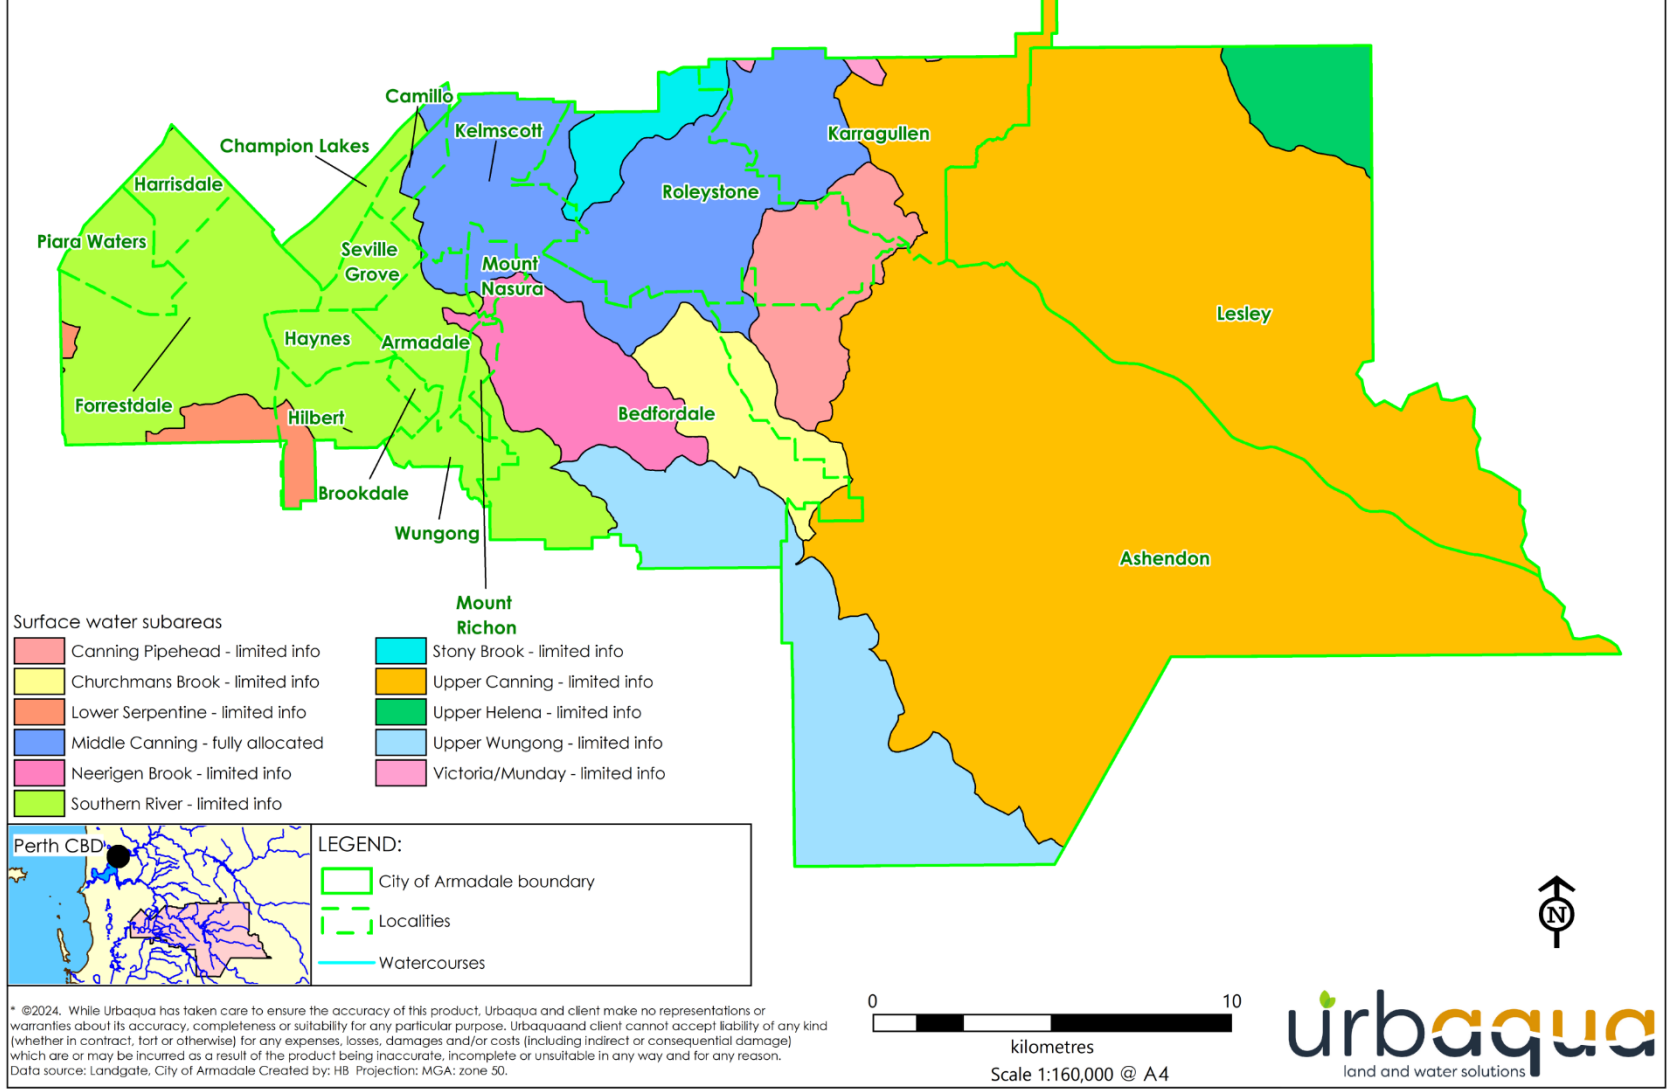 Camillo
Kelmscott
Champion Lakes
Karragullen
Harrisdale
Roleystone
Piara Waters
Seville
Grove
Mount
Nasura
Lesley
Haynes
Armadale
Forrestdale
Hilbert
Bedfordale
Brookdale
Wungong
Ashendon
Mount
Richon
Surface water subareas
Canning Pipehead - limited info
Churchmans Brook - limited info
Lower Serpentine - limited info
Middle Canning - fully allocated
Neerigen Brook - limited info
Southern River - limited info
Stony Brook - limited info
Upper Canning - limited info
Upper Helena - limited info
Upper Wungong - limited info
Victoria/Munday - limited info
Perth CBD
LEGEND:
City of Armadale boundary
Localities
Watercourses
N
* ©2024. While Urbaqua has taken care to ensure the accuracy of this product, Urbaqua and client make no representations or
warranties about its accuracy, completeness or suitability for any particular purpose. Urbaquaand client cannot accept liability of any kind
(whether in contract, tort or otherwise) for any expenses, losses, damages and/or costs (including indirect or consequential damage)
which are or may be incurred as a result of the product being inaccurate, incomplete or unsuitable in any way and for any reason.
Data source: Landgate, City of Armadale Created by: HB Projection: MGA: zone 50.
0 10
kilometres
Scale 1:160,000 @ A4
urbaqua
land and water solutions